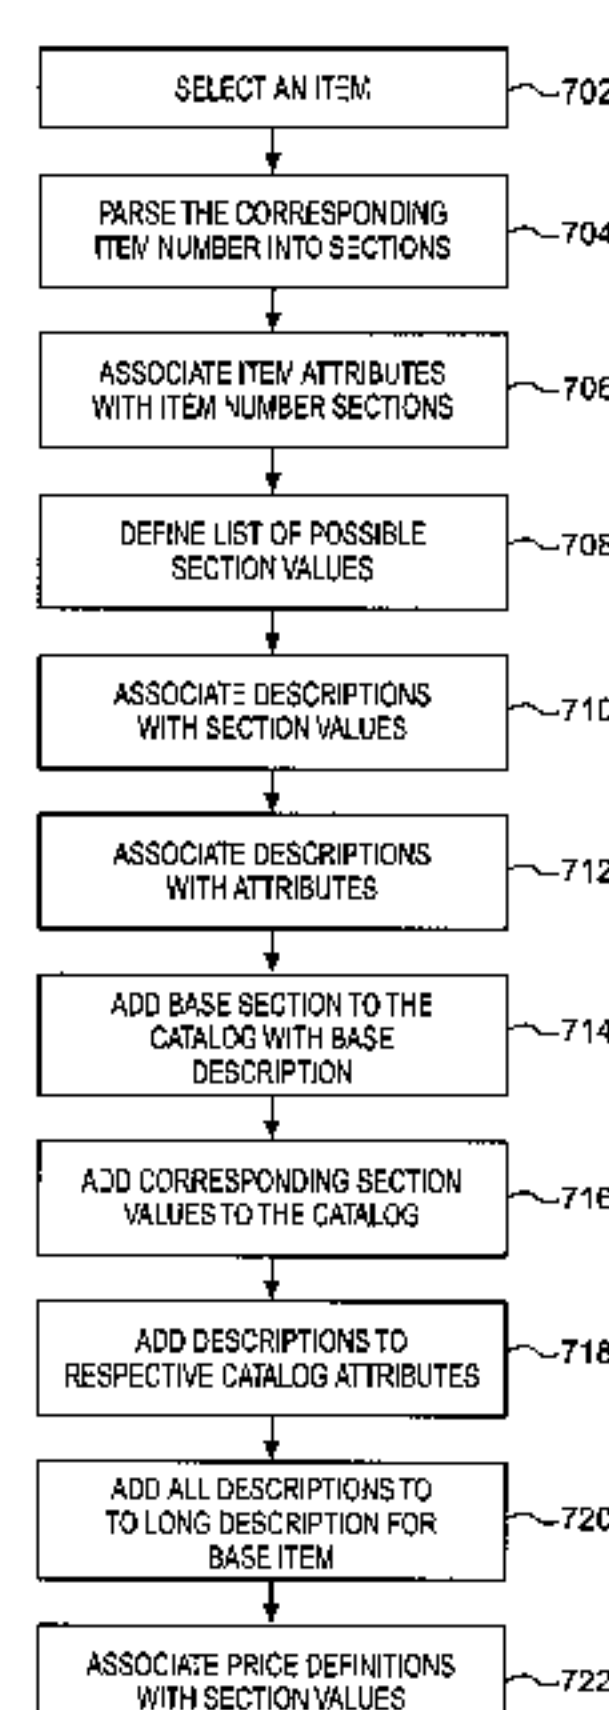 SELECT AN ITEM
702
PARSE THE CORRESPONDING
ITEM NUMBER INTO SECTIONS
704
ASSOCIATE ITEM ATTRIBUTES
WITH ITEM NUMBER SECTIONS
706
DEFINE LIST OF POSSIBLE
SECTION VALUES
708
ASSOCIATE DESCRIPTIONS
WITH SECTION VALUES
710
ASSOCIATE DESCRIPTIONS
WITH ATTRIBUTES
712
ADD BASE SECTION TO THE
CATALOG WITH BASE
DESCRIPTION
714
ADD CORRESPONDING SECTION
VALUES TO THE CATALOG
716
ADD DESCRIPTIONS TO
RESPECTIVE CATALOG ATTRIBUTES
718
ADD ALL DESCRIPTIONS TO
TO LONG DESCRIPTION FOR
BASE ITEM
720
ASSOCIATE PRICE DEFINITIONS
WITH SECTION VALUES
722